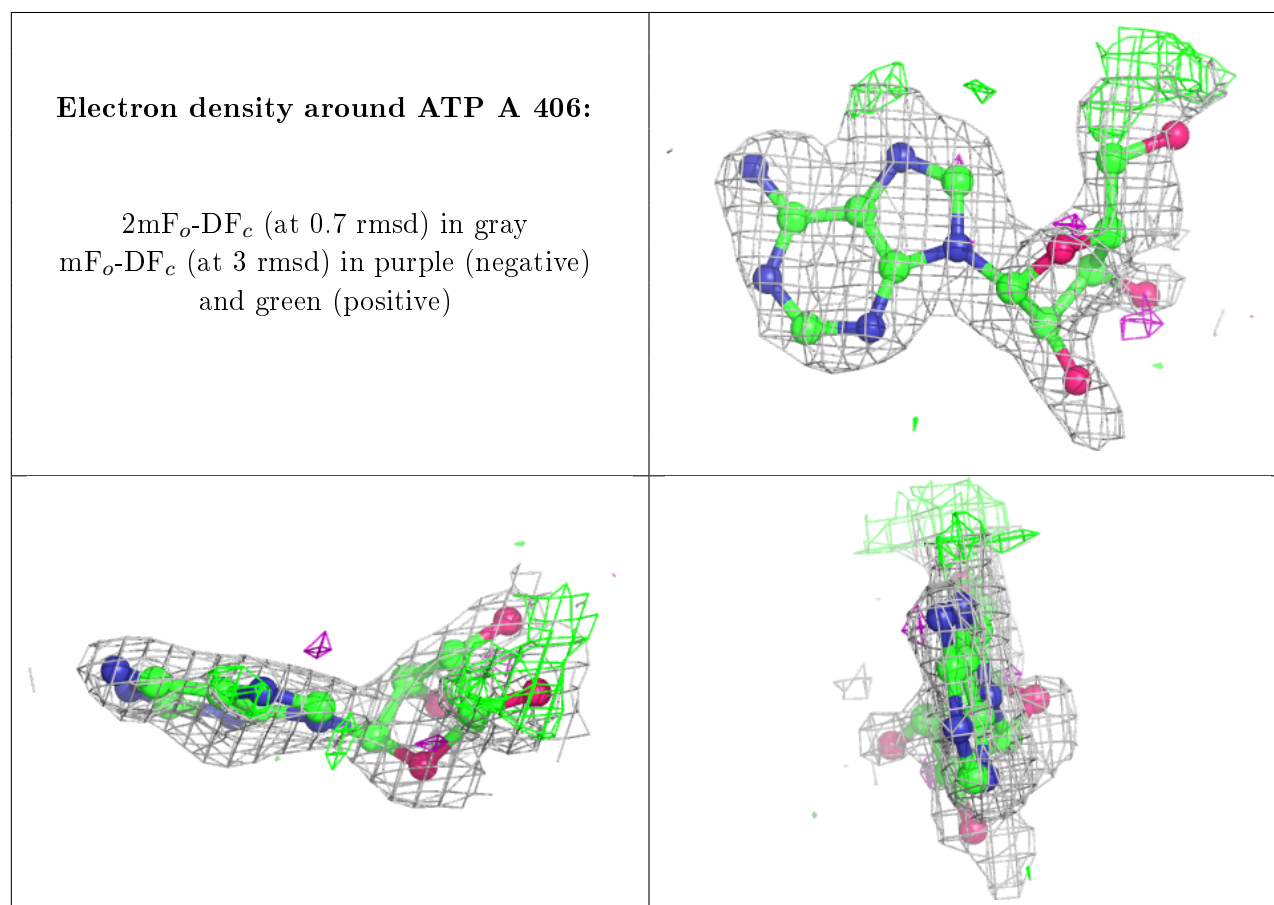 Electron density around ATP A 406:
2mFo-DFc (at 0.7 rmsd) in gray
mFo-DFc (at 3 rmsd) in purple (negative)
and green (positive)